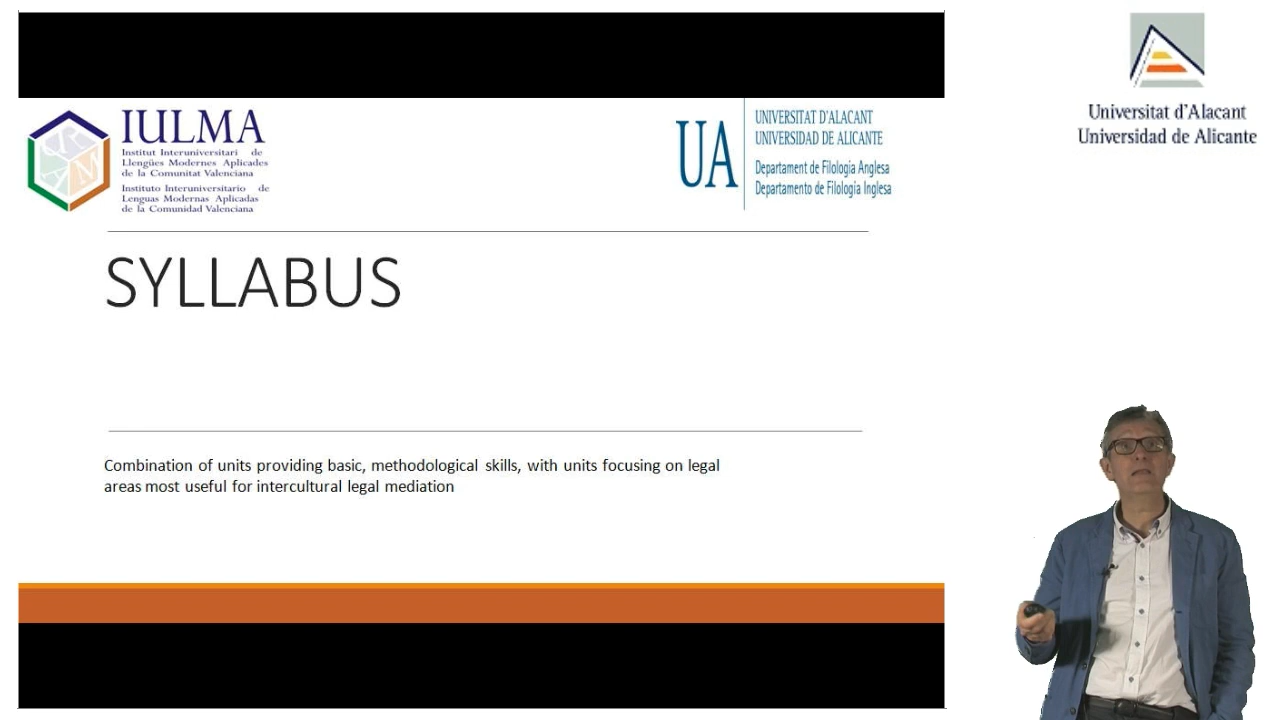 IULMA
Institut Interuniversitari de
Llengües Modernes Aplicades
de la Comunitat Valenciana
Instituto Interuniversitario de
Lenguas Modernas Aplicadas
de la Comunidad Valenciana
UA
UNIVERSITAT D'ALACANT
UNIVERSIDAD DE ALICANTE
Departament de Filologia Anglesa
Departamento de Filología Inglesa
Universitat d'Alacant
Universidad de Alicante
SYLLABUS
Combination of units providing basic, methodological skills, with units focusing on legal
areas most useful for intercultural legal mediation